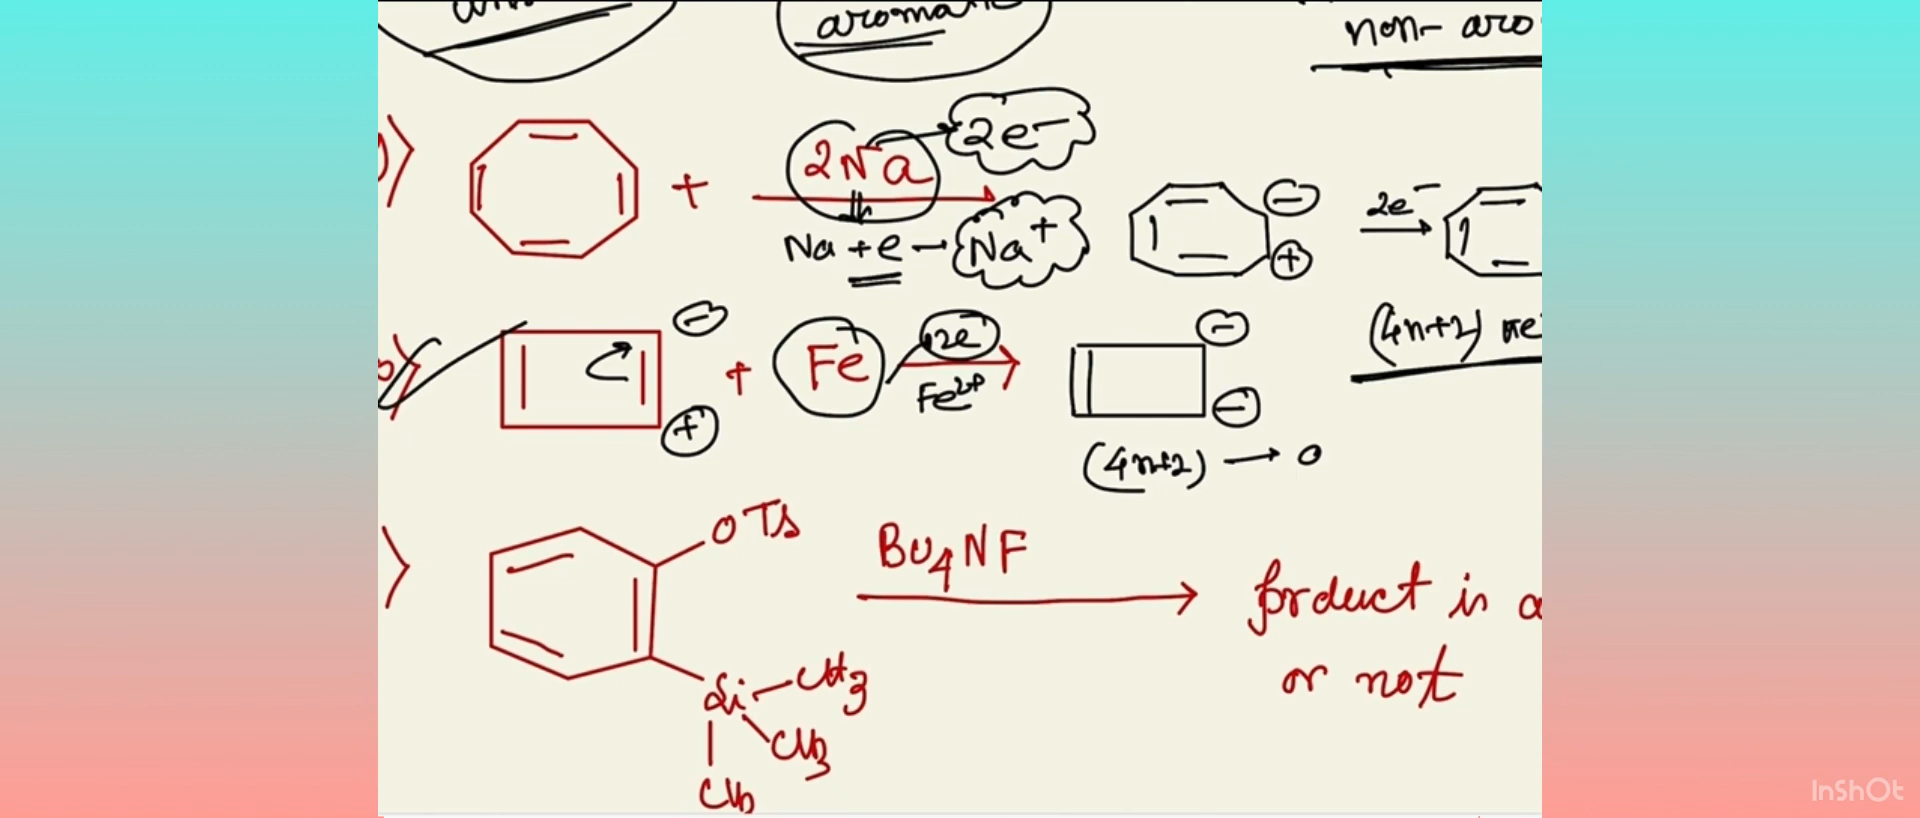 aroma
non- aro
2Na
2e⁻
+
Na + e → Na⁺
⊖
⊕
2e⁻
⊖
⊕
+ Fe
2e⁻
Fe²⁺
⊖
⊖
(4n+2) πe
(4n+2) → 0
OTs
Bu₄NF
Product is a
or not
Si
CH₃
CH₃
CH₃
InShOt